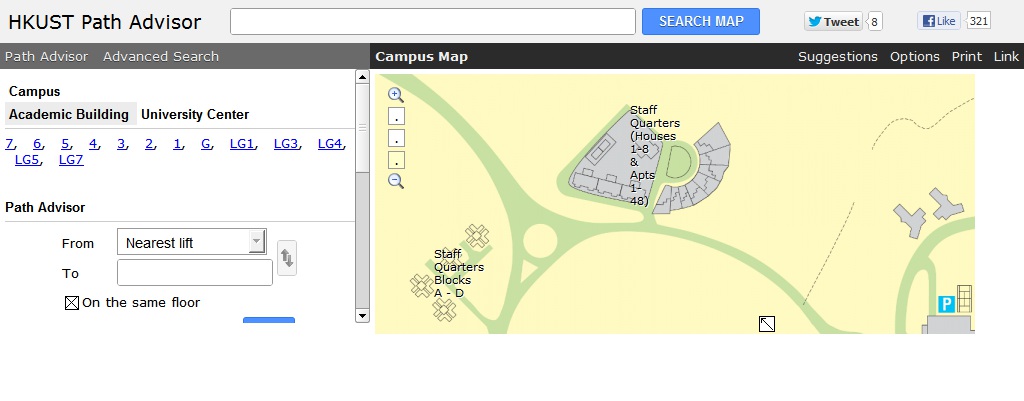 HKUST Path Advisor
SEARCH MAP
Tweet 8
Like 321
Path Advisor Advanced Search
Campus Map
Suggestions Options Print Link
Campus
Academic Building University Center
7, 6, 5, 4, 3, 2, 1, G, LG1, LG3, LG4,
LG5, LG7
Path Advisor
From Nearest lift
To
On the same floor
Staff
Quarters
(Houses
1-8
&
Apts
1-
48)
Staff
Quarters
Blocks
A - D
P